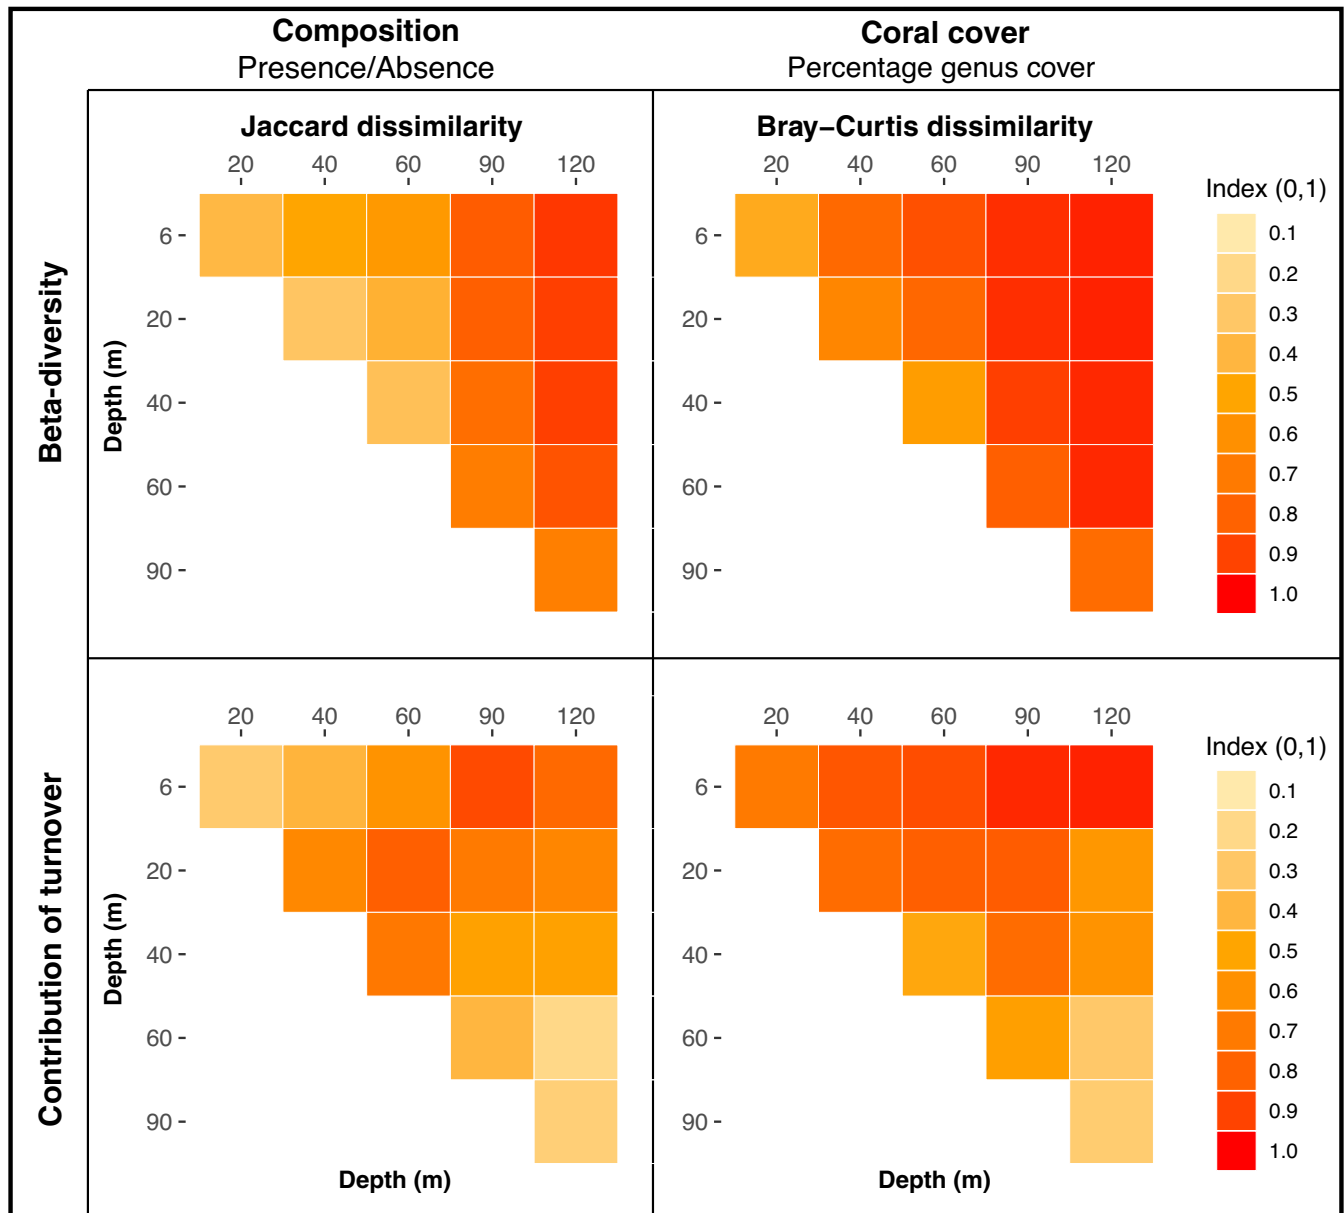 Composition
Presence/Absence
Coral cover
Percentage genus cover
Beta-diversity
Jaccard dissimilarity
20 40 60 90 120
Depth (m)
6
20
40
60
90
Bray−Curtis dissimilarity
20 40 60 90 120
6
20
40
60
90
Index (0,1)
0.1
0.2
0.3
0.4
0.5
0.6
0.7
0.8
0.9
1.0
Contribution of turnover
20 40 60 90 120
Depth (m)
6
20
40
60
90
Depth (m)
20 40 60 90 120
6
20
40
60
90
Depth (m)
Index (0,1)
0.1
0.2
0.3
0.4
0.5
0.6
0.7
0.8
0.9
1.0